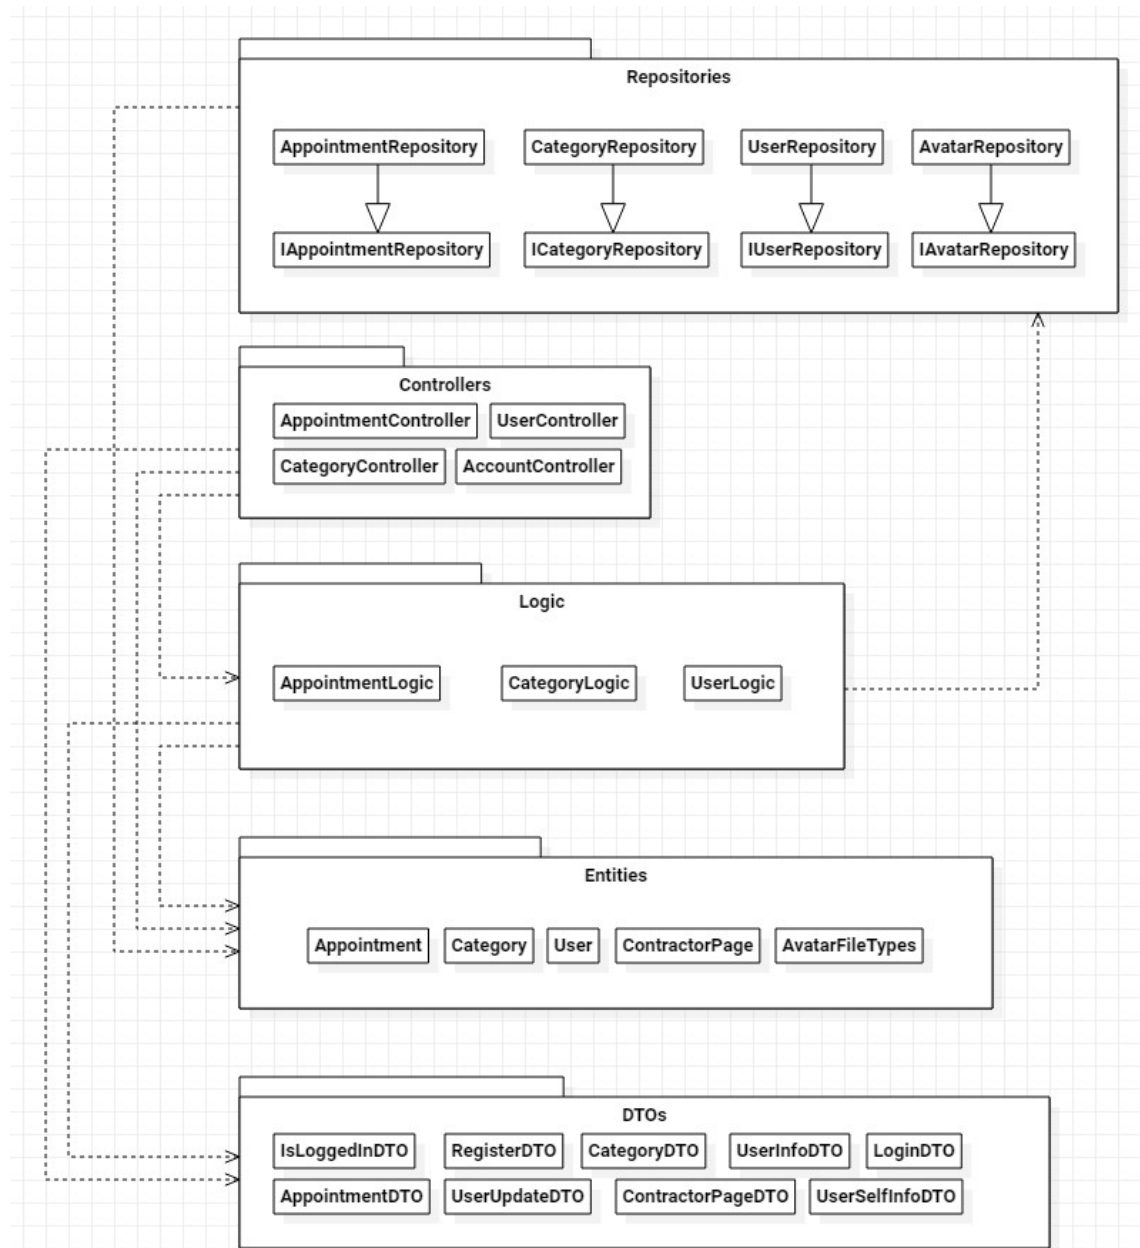 Repositories
AppointmentRepository CategoryRepository UserRepository AvatarRepository
IAppointmentRepository ICategoryRepository IUserRepository IAvatarRepository
Controllers
AppointmentController UserController
CategoryController AccountController
Logic
AppointmentLogic CategoryLogic UserLogic
Entities
Appointment Category User ContractorPage AvatarFileTypes
DTOs
IsLoggedInDTO RegisterDTO CategoryDTO UserInfoDTO LoginDTO
AppointmentDTO UserUpdateDTO ContractorPageDTO UserSelfInfoDTO